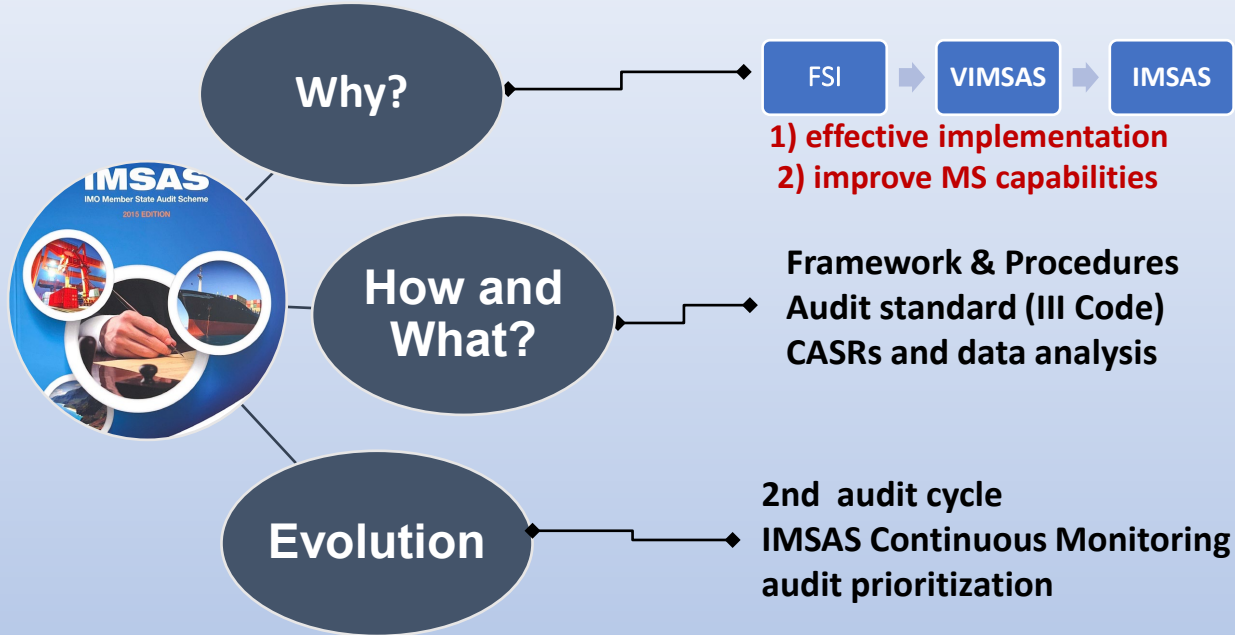 Why?
FSI
VIMSAS
IMSAS
1) effective implementation
2) improve MS capabilities
IMSAS
IMO Member State Audit Scheme
2015 EDITION
How and
What?
Framework & Procedures
Audit standard (III Code)
CASRs and data analysis
Evolution
2nd audit cycle
IMSAS Continuous Monitoring
audit prioritization